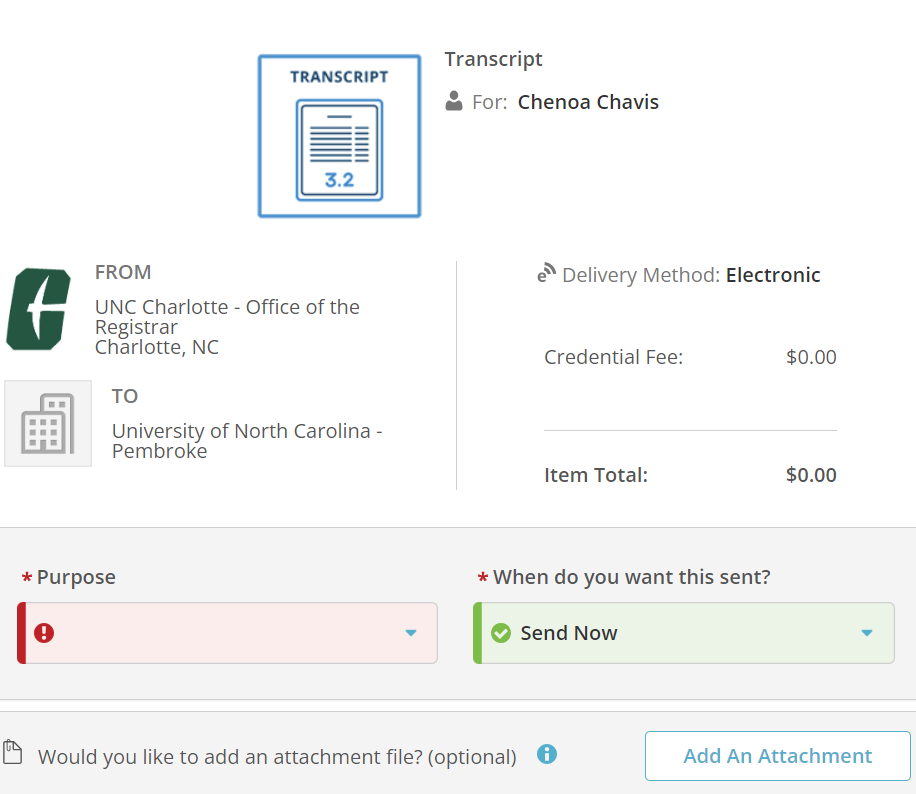 TRANSCRIPT
3.2
Transcript
For: Chenoa Chavis
FROM
UNC Charlotte - Office of the
Registrar
Charlotte, NC
TO
University of North Carolina -
Pembroke
Delivery Method: Electronic
Credential Fee: $0.00
Item Total: $0.00
* Purpose
* When do you want this sent?
Send Now
Would you like to add an attachment file? (optional)
Add An Attachment